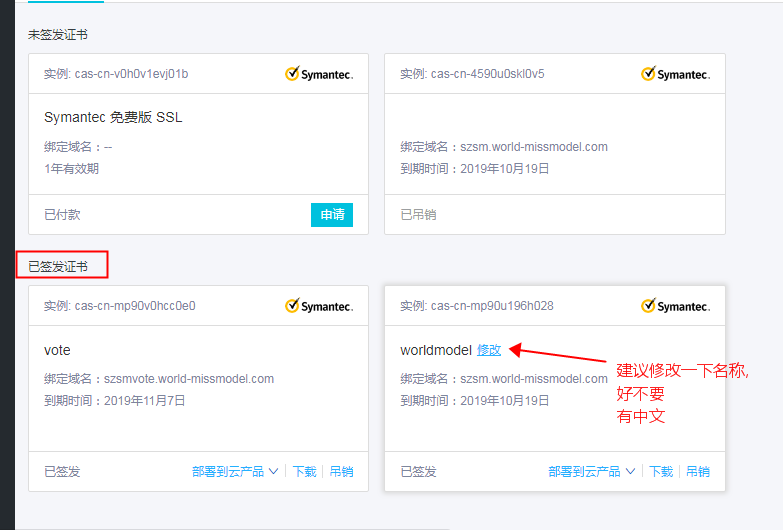 未签发证书
实例: cas-cn-v0h0v1evj01b
Symantec.
Symantec 免费版 SSL
绑定域名：--
1年有效期
已付款
申请
实例: cas-cn-4590u0skl0v5
Symantec.
绑定域名：szsm.world-missmodel.com
到期时间：2019年10月19日
已吊销
已签发证书
实例: cas-cn-mp90v0hcc0e0
Symantec.
vote
绑定域名：szsmvote.world-missmodel.com
到期时间：2019年11月7日
已签发
部署到云产品 下载 吊销
实例: cas-cn-mp90u196h028
Symantec.
worldmodel 修改
绑定域名：szsm.world-missmodel.com
到期时间：2019年10月19日
已签发
部署到云产品 下载 吊销
建议修改一下名称,
好不要
有中文